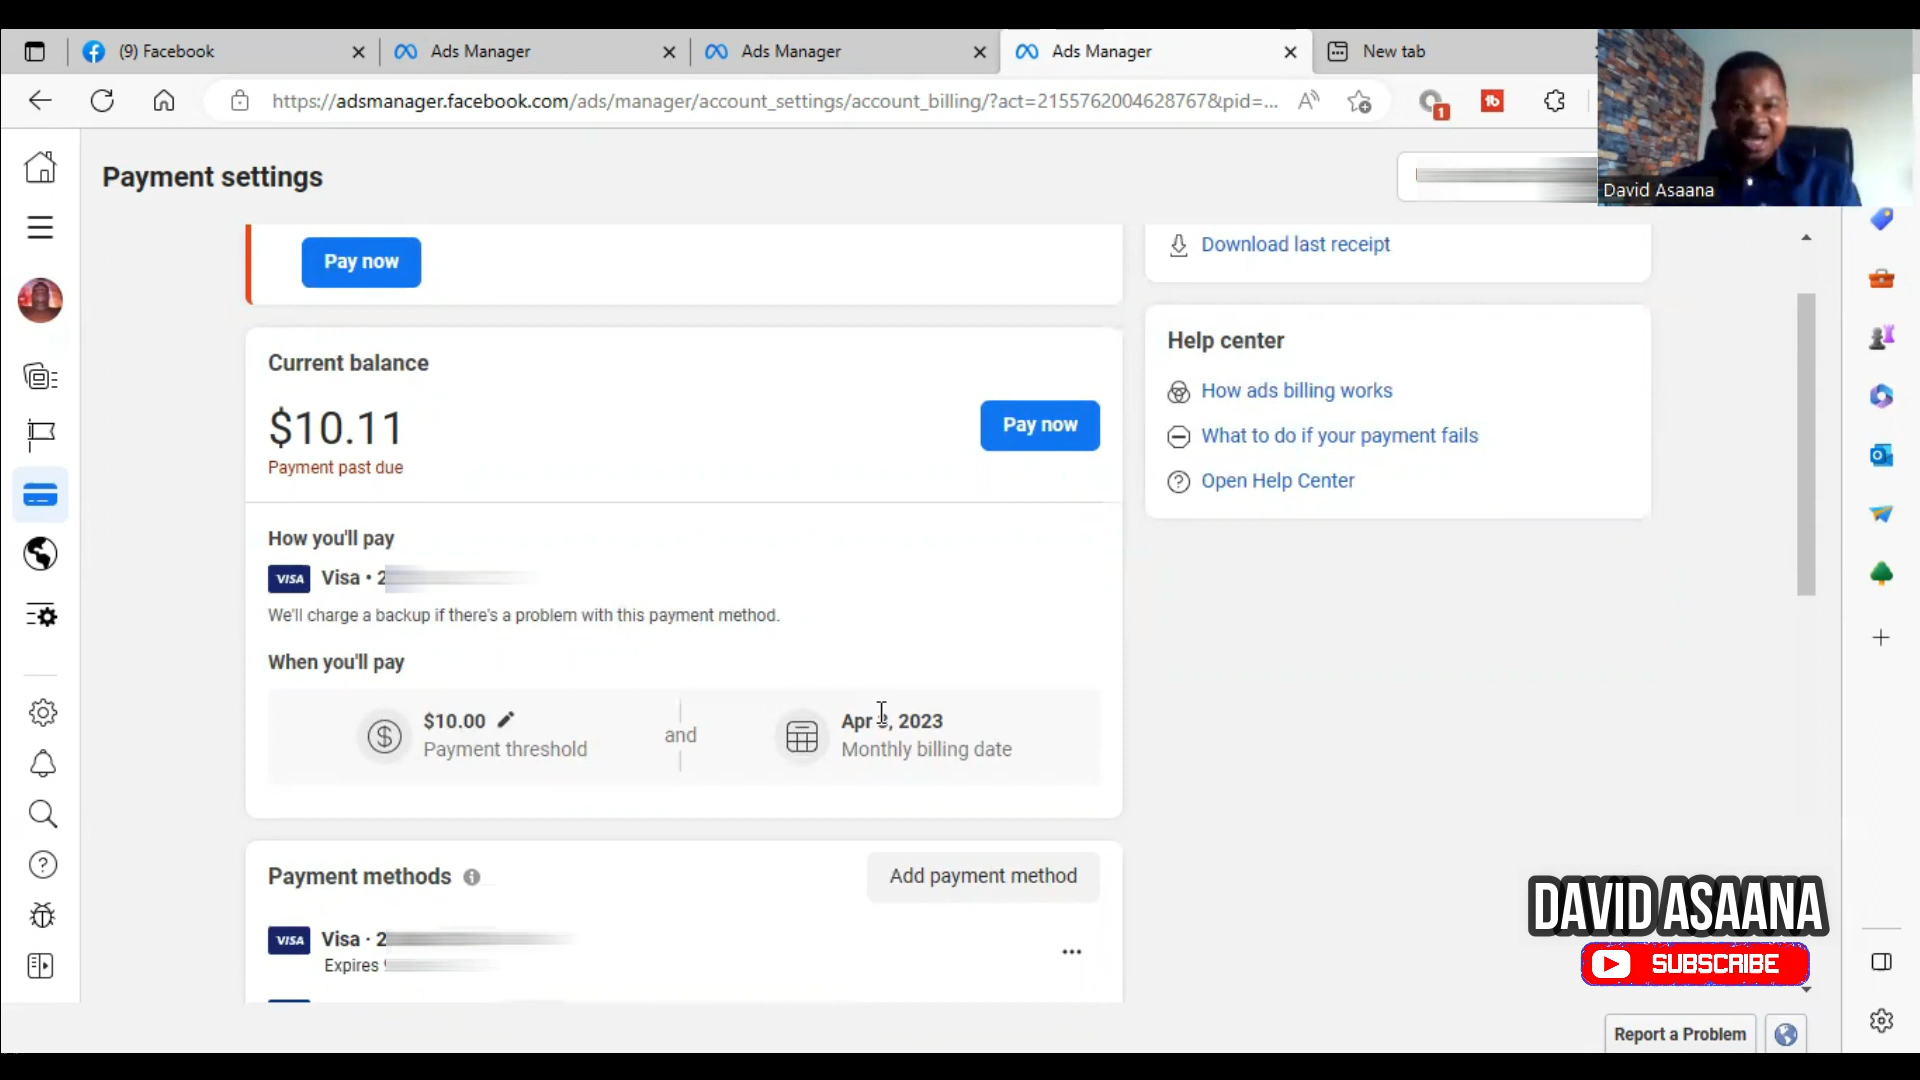 (9) Facebook
Ads Manager
Ads Manager
Ads Manager
New tab
https://adsmanager.facebook.com/ads/manager/account_settings/account_billing/?act=2155762004628767&pid=...
1
tb
David Asaana
Payment settings
Pay now
Download last receipt
Current balance
$10.11
Payment past due
Pay now
Help center
How ads billing works
What to do if your payment fails
Open Help Center
How you'll pay
VISA Visa • 2
We'll charge a backup if there's a problem with this payment method.
When you'll pay
$10.00
Payment threshold
and
Apr , 2023
Monthly billing date
Payment methods
Add payment method
VISA Visa · 2
Expires
DAVID ASAANA
SUBSCRIBE
Report a Problem